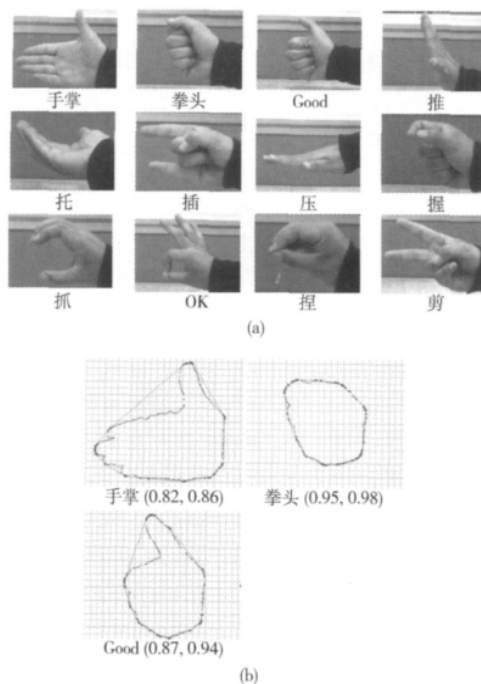 手掌 拳头 Good 推
托 插 压 握
抓 OK 捏 剪
(a)
手掌 (0.82, 0.86) 拳头 (0.95, 0.98)
Good (0.87, 0.94)
(b)